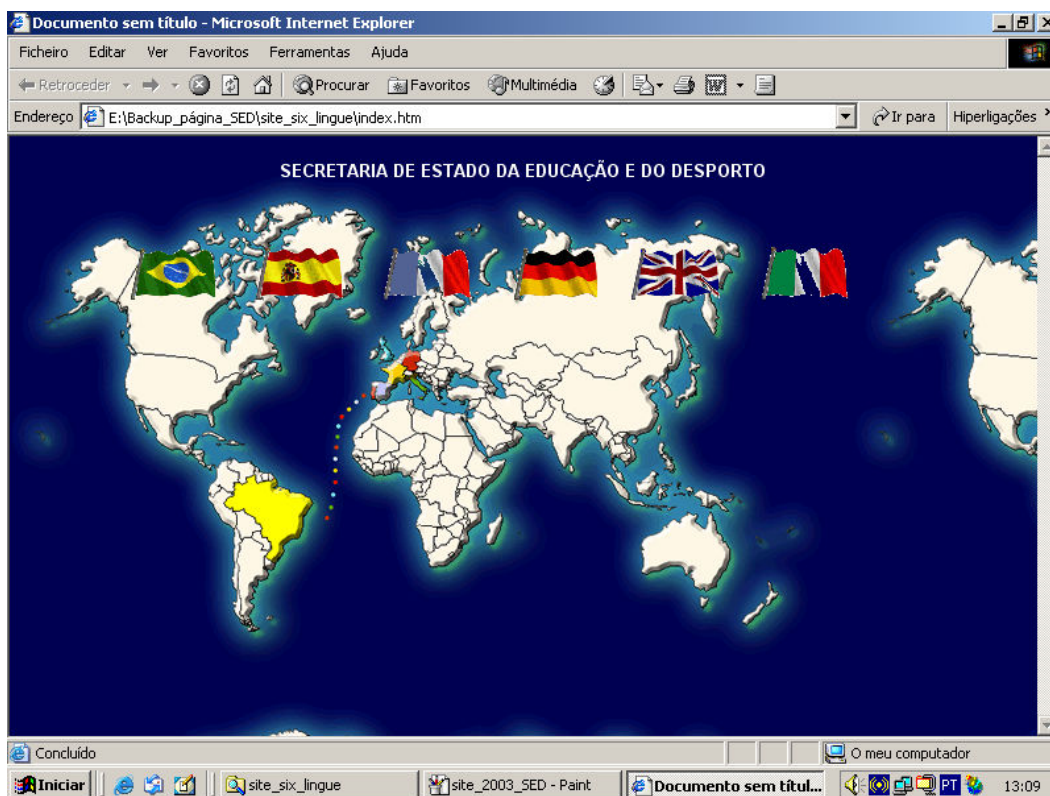 Documento sem título - Microsoft Internet Explorer
Ficheiro Editar Ver Favoritos Ferramentas Ajuda
Retroceder Procurar Favoritos Multimédia W
Endereço E:\Backup_página_SED\site_six_lingue\index.htm Ir para Hiperligações
SECRETARIA DE ESTADO DA EDUCAÇÃO E DO DESPORTO
Concluído O meu computador
Iniciar site_six_lingue site_2003_SED - Paint Documento sem títul... PT 13:09